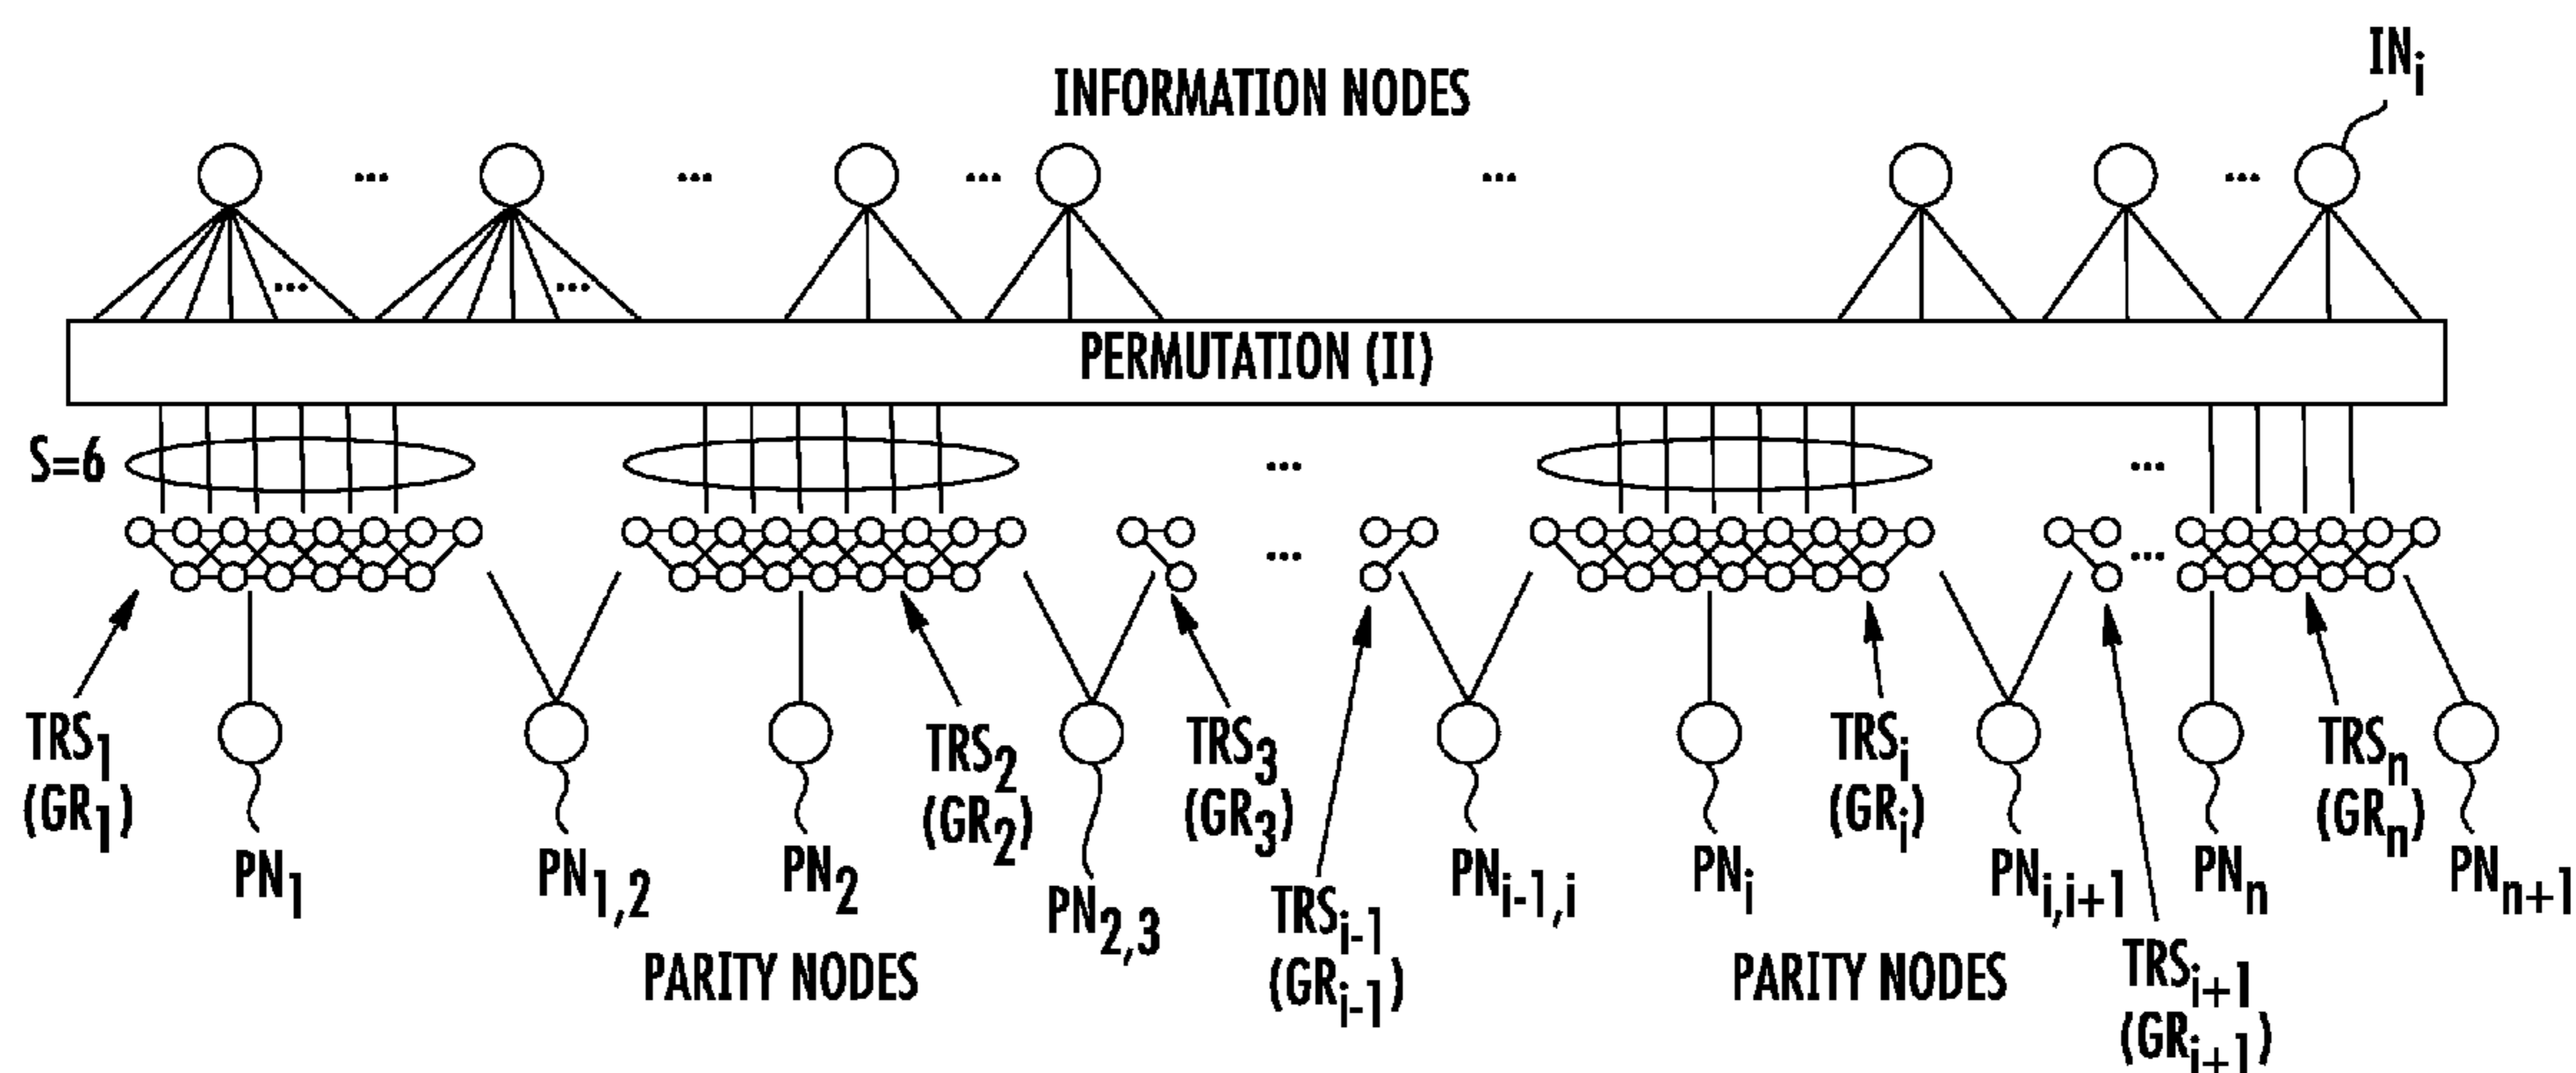 IN_i
INFORMATION NODES
...
...
...
...
...
...
...
PERMUTATION (II)
S=6
...
...
...
...
TRS_1
(GR_1)
PN_1
PN_1,2
PN_2
TRS_2
(GR_2)
PN_2,3
TRS_3
(GR_3)
TRS_i-1
(GR_i-1)
PN_i-1,i
PN_i
TRS_i
(GR_i)
PN_i,i+1
TRS_i+1
(GR_i+1)
PN_n
TRS_n
(GR_n)
PN_n+1
PARITY NODES
PARITY NODES